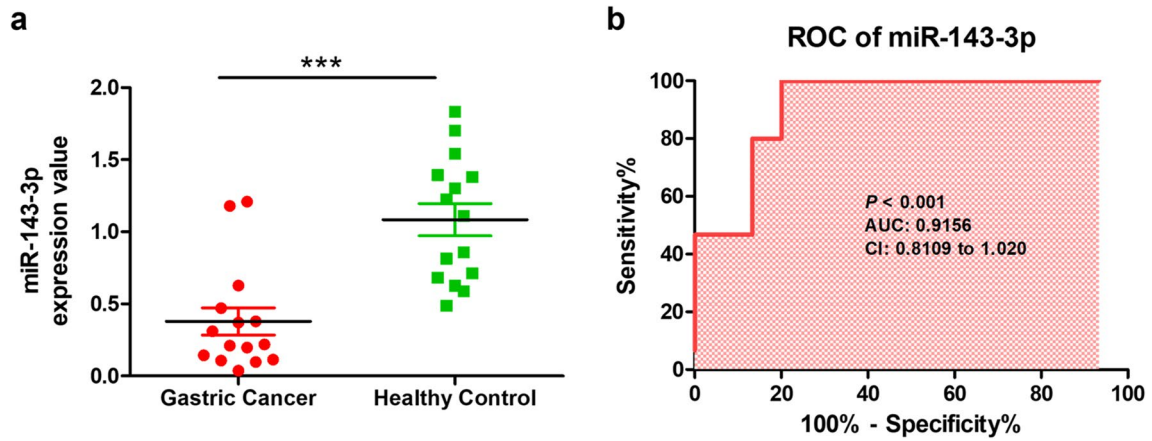 a
***
2.0
1.5
1.0
0.5
0.0
miR-143-3p
expression value
Gastric Cancer
Healthy Control
b
ROC of miR-143-3p
100
80
60
40
20
0
Sensitivity%
P < 0.001
AUC: 0.9156
CI: 0.8109 to 1.020
0 20 40 60 80 100
100% - Specificity%